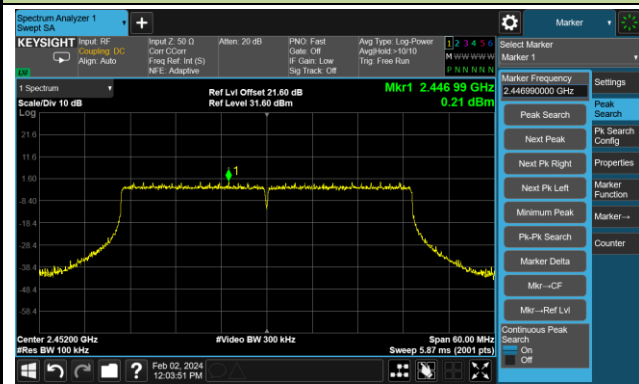 Spectrum Analyzer 1
Swept SA
+
Marker
KEYSIGHT
Input: RF
Coupling: DC
Align: Auto
Input Z: 50 Ω
Corr CCorr
Freq Ref: Int (S)
NFE: Adaptive
Atten: 20 dB
PNO: Fast
Gate: Off
IF Gain: Low
Sig Track: Off
Avg Type: Log-Power
Avg|Hold:>10/10
Trig: Free Run
1 2 3 4 5 6
M W W W W W
P N N N N N
Select Marker
Marker 1
LXI
1 Spectrum
Scale/Div 10 dB
Log
Ref Lvl Offset 21.60 dB
Ref Level 31.60 dBm
Mkr1 2.446 99 GHz
0.21 dBm
21.6
11.6
1.60
-8.40
-18.4
-28.4
-38.4
-48.4
-58.4
1
Center 2.45200 GHz
#Res BW 100 kHz
#Video BW 300 kHz
Span 60.00 MHz
Sweep 5.87 ms (2001 pts)
Marker Frequency
2.446990000 GHz
Peak Search
Next Peak
Next Pk Right
Next Pk Left
Minimum Peak
Pk-Pk Search
Marker Delta
Mkr→CF
Mkr→Ref Lvl
Continuous Peak
Search
On
Off
Settings
Peak
Search
Pk Search
Config
Properties
Marker
Function
Marker→
Counter
?
Feb 02, 2024
12:03:51 PM